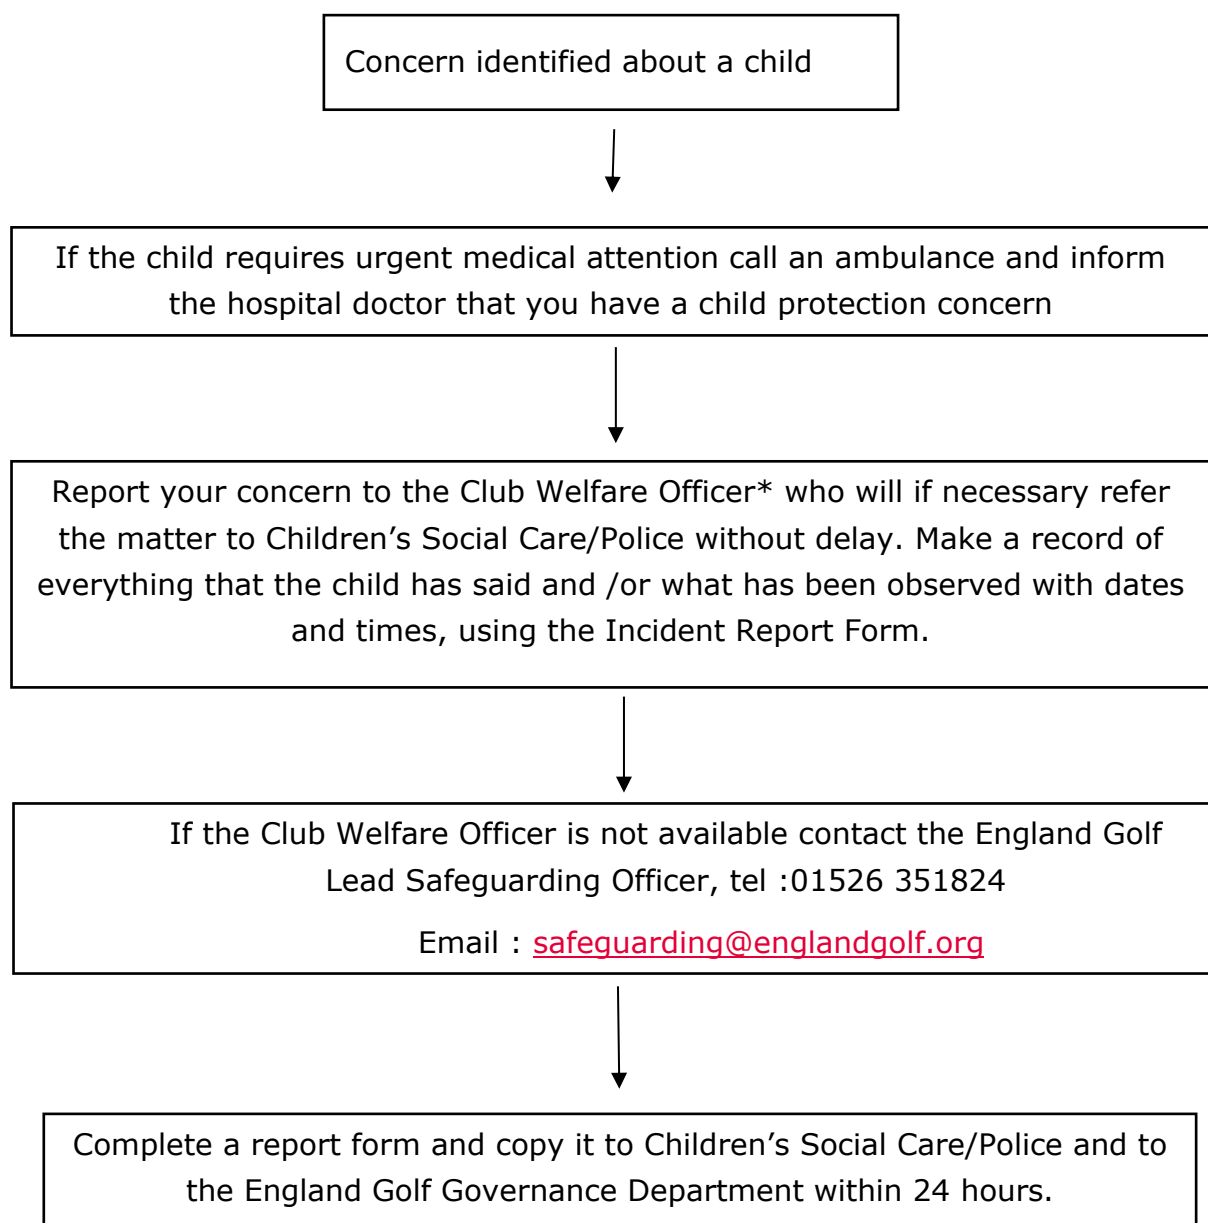 Concern identified about a child
If the child requires urgent medical attention call an ambulance and inform
the hospital doctor that you have a child protection concern
Report your concern to the Club Welfare Officer* who will if necessary refer
the matter to Children’s Social Care/Police without delay. Make a record of
everything that the child has said and /or what has been observed with dates
and times, using the Incident Report Form.
If the Club Welfare Officer is not available contact the England Golf
Lead Safeguarding Officer, tel :01526 351824
Email : safeguarding@englandgolf.org
Complete a report form and copy it to Children’s Social Care/Police and to
the England Golf Governance Department within 24 hours.